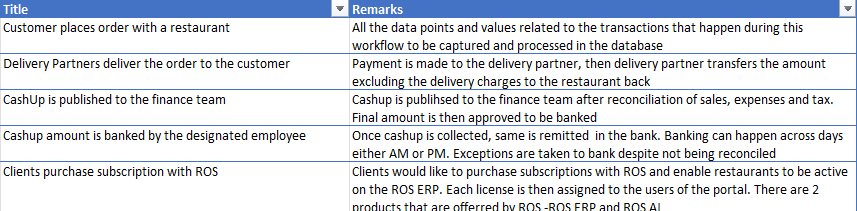 Title Remarks
Customer places order with a restaurant All the data points and values related to the transactions that happen during this
workflow to be captured and processed in the database
Delivery Partners deliver the order to the customer Payment is made to the delivery partner, then delivery partner transfers the amount
excluding the delivery charges to the restaurant back
CashUp is published to the finance team Cashup is publihsed to the finance team after reconciliation of sales, expenses and tax.
Final amount is then approved to be banked
Cashup amount is banked by the designated employee Once cashup is collected, same is remitted in the bank. Banking can happen across days
either AM or PM. Exceptions are taken to bank despite not being reconciled
Clients purchase subscription with ROS Clients would like to purchase subscriptions with ROS and enable restaurants to be active
on the ROS ERP. Each license is then assigned to the users of the portal. There are 2
products that are offerred by ROS -ROS ERP and ROS AI